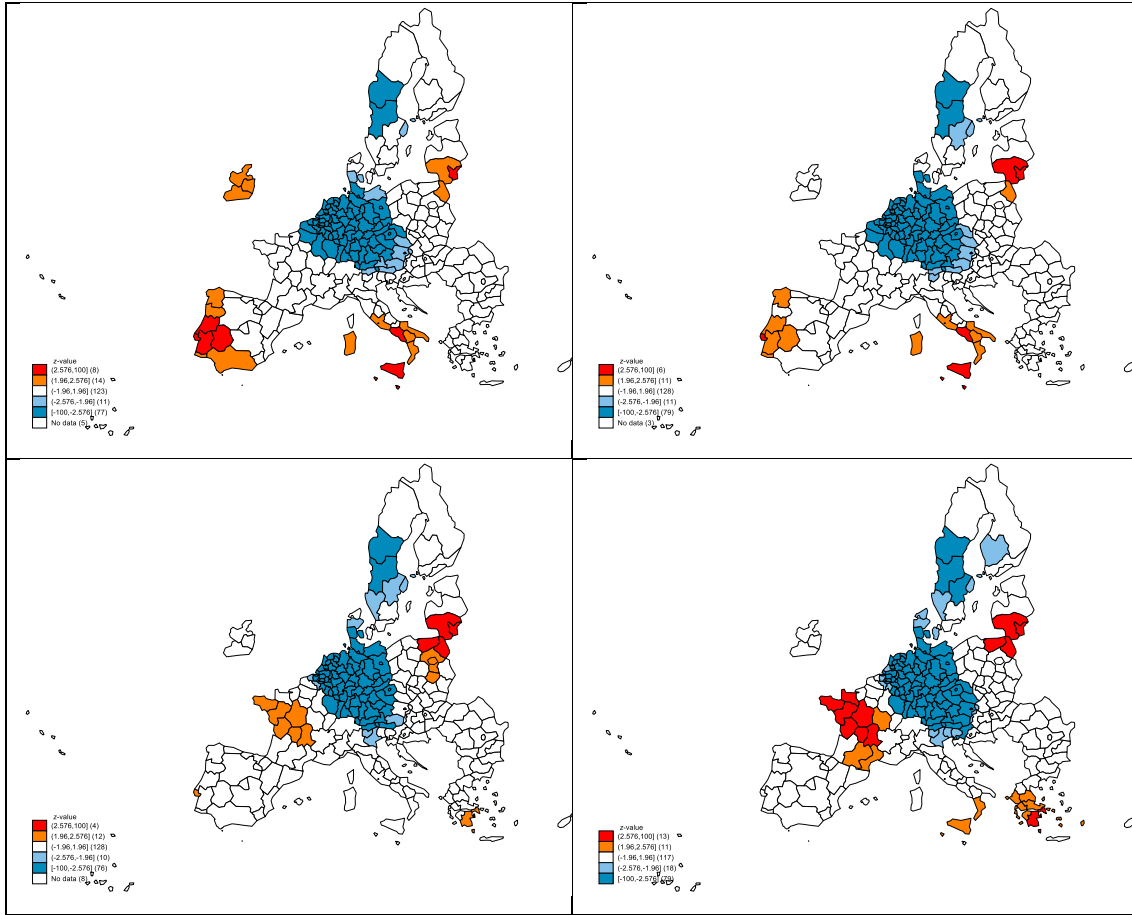 z-value
(2.576,100] (8)
(1.96,2.576] (14)
(-1.96,1.96] (123)
(-2.576,-1.96] (11)
[-100,-2.576] (77)
No data (5)
z-value
(2.576,100] (6)
(1.96,2.576] (11)
(-1.96,1.96] (128)
(-2.576,-1.96] (11)
[-100,-2.576] (79)
No data (3)
z-value
(2.576,100] (4)
(1.96,2.576] (12)
(-1.96,1.96] (128)
(-2.576,-1.96] (10)
[-100,-2.576] (76)
No data (8)
z-value
(2.576,100] (13)
(1.96,2.576] (11)
(-1.96,1.96] (117)
(-2.576,-1.96] (18)
[-100,-2.576] (79)